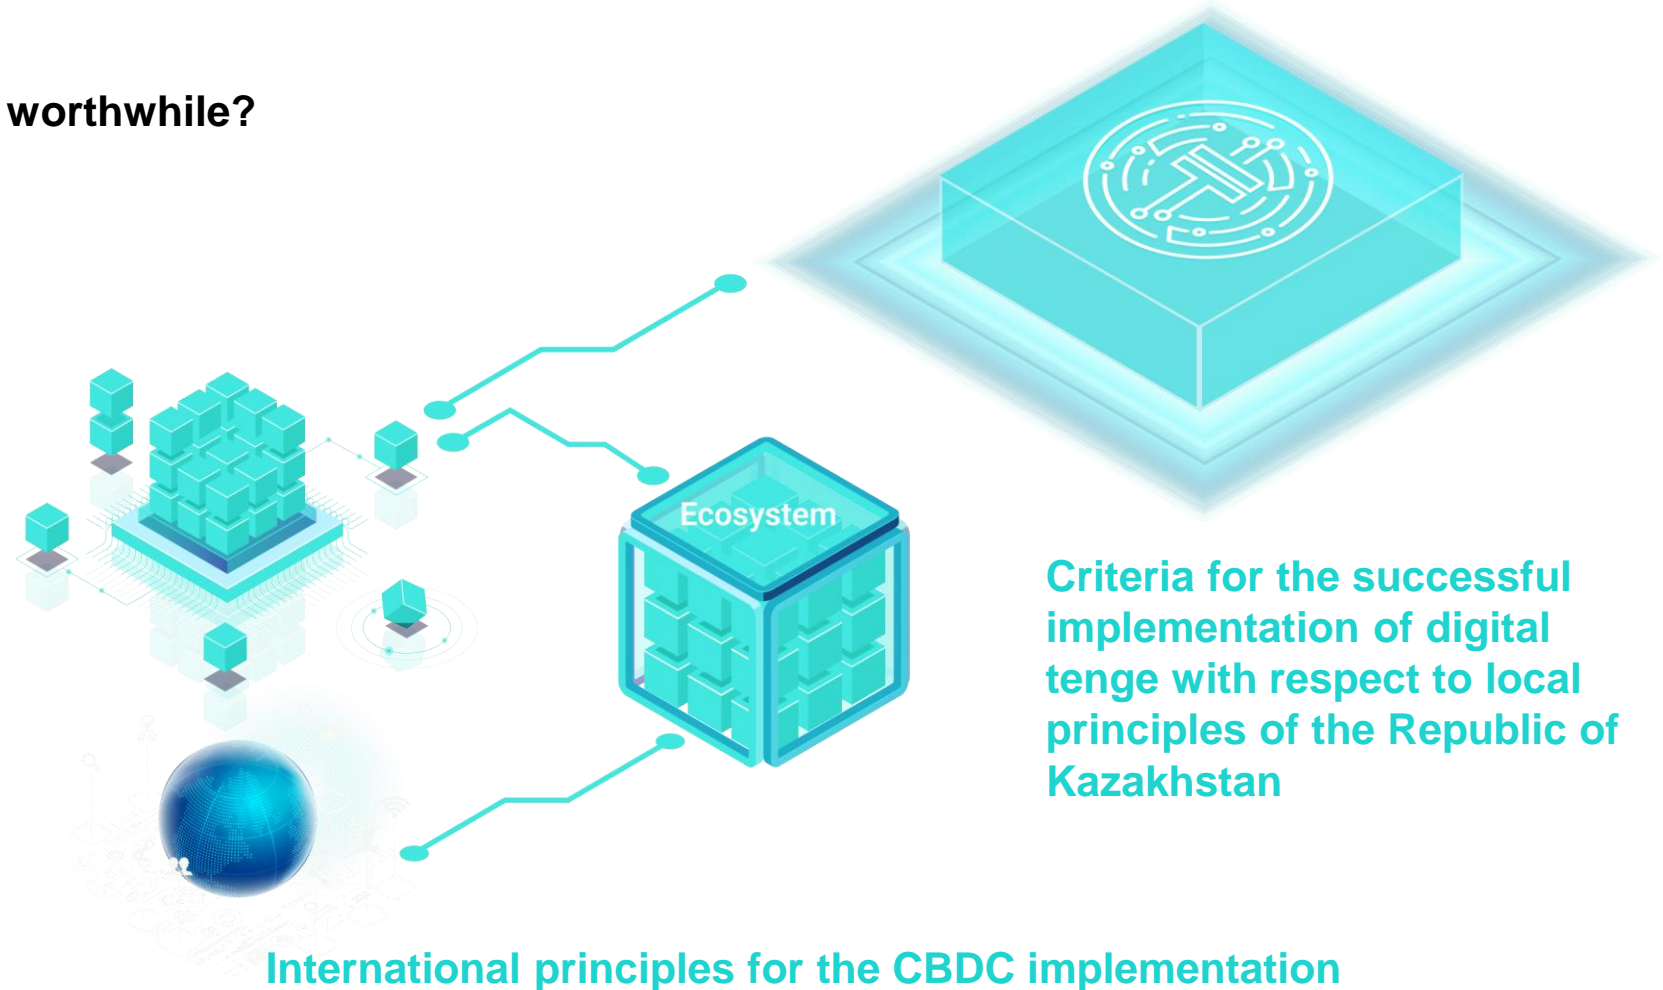 worthwhile?
Ecosystem
Criteria for the successful
implementation of digital
tenge with respect to local
principles of the Republic of
Kazakhstan
International principles for the CBDC implementation